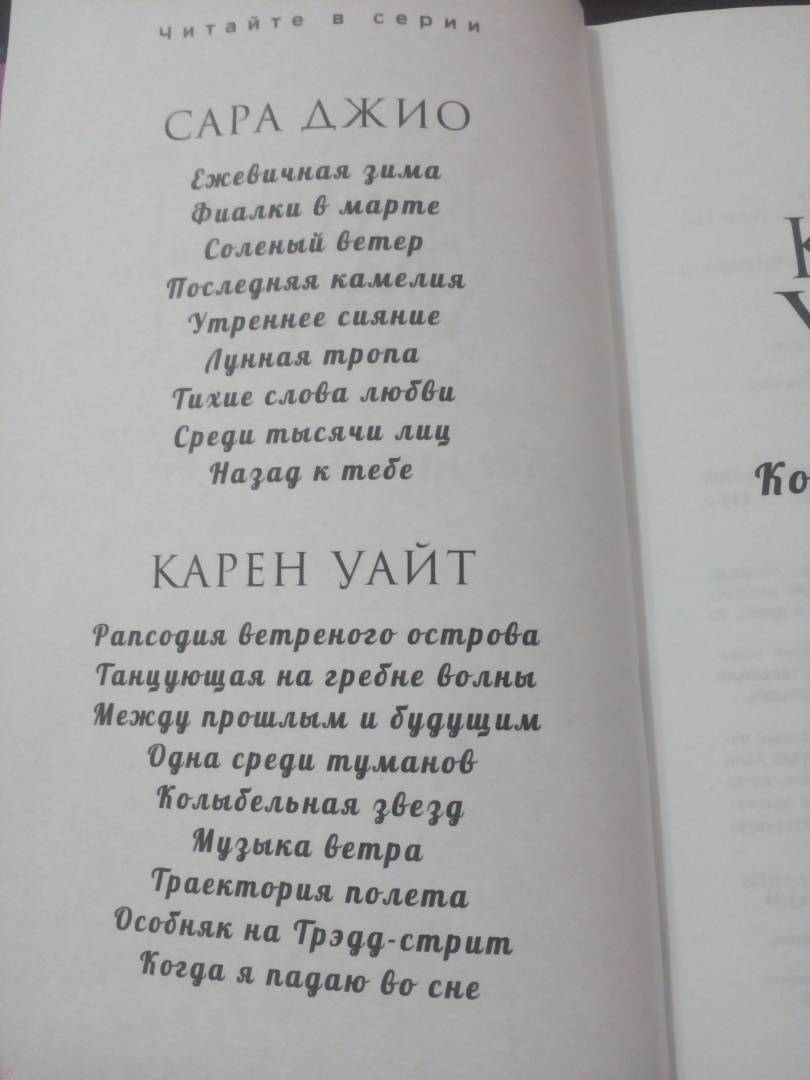 Читайте в серии
САРА ДЖИО
Ежевичная зима
Фиалки в марте
Соленый ветер
Последняя камелия
Утреннее сияние
Лунная тропа
Тихие слова любви
Среди тысячи лиц
Назад к тебе
КАРЕН УАЙТ
Рапсодия ветреного острова
Танцующая на гребне волны
Между прошлым и будущим
Одна среди туманов
Колыбельная звезд
Музыка ветра
Траектория полета
Особняк на Трэдд-стрит
Когда я падаю во сне
К
У
Ко